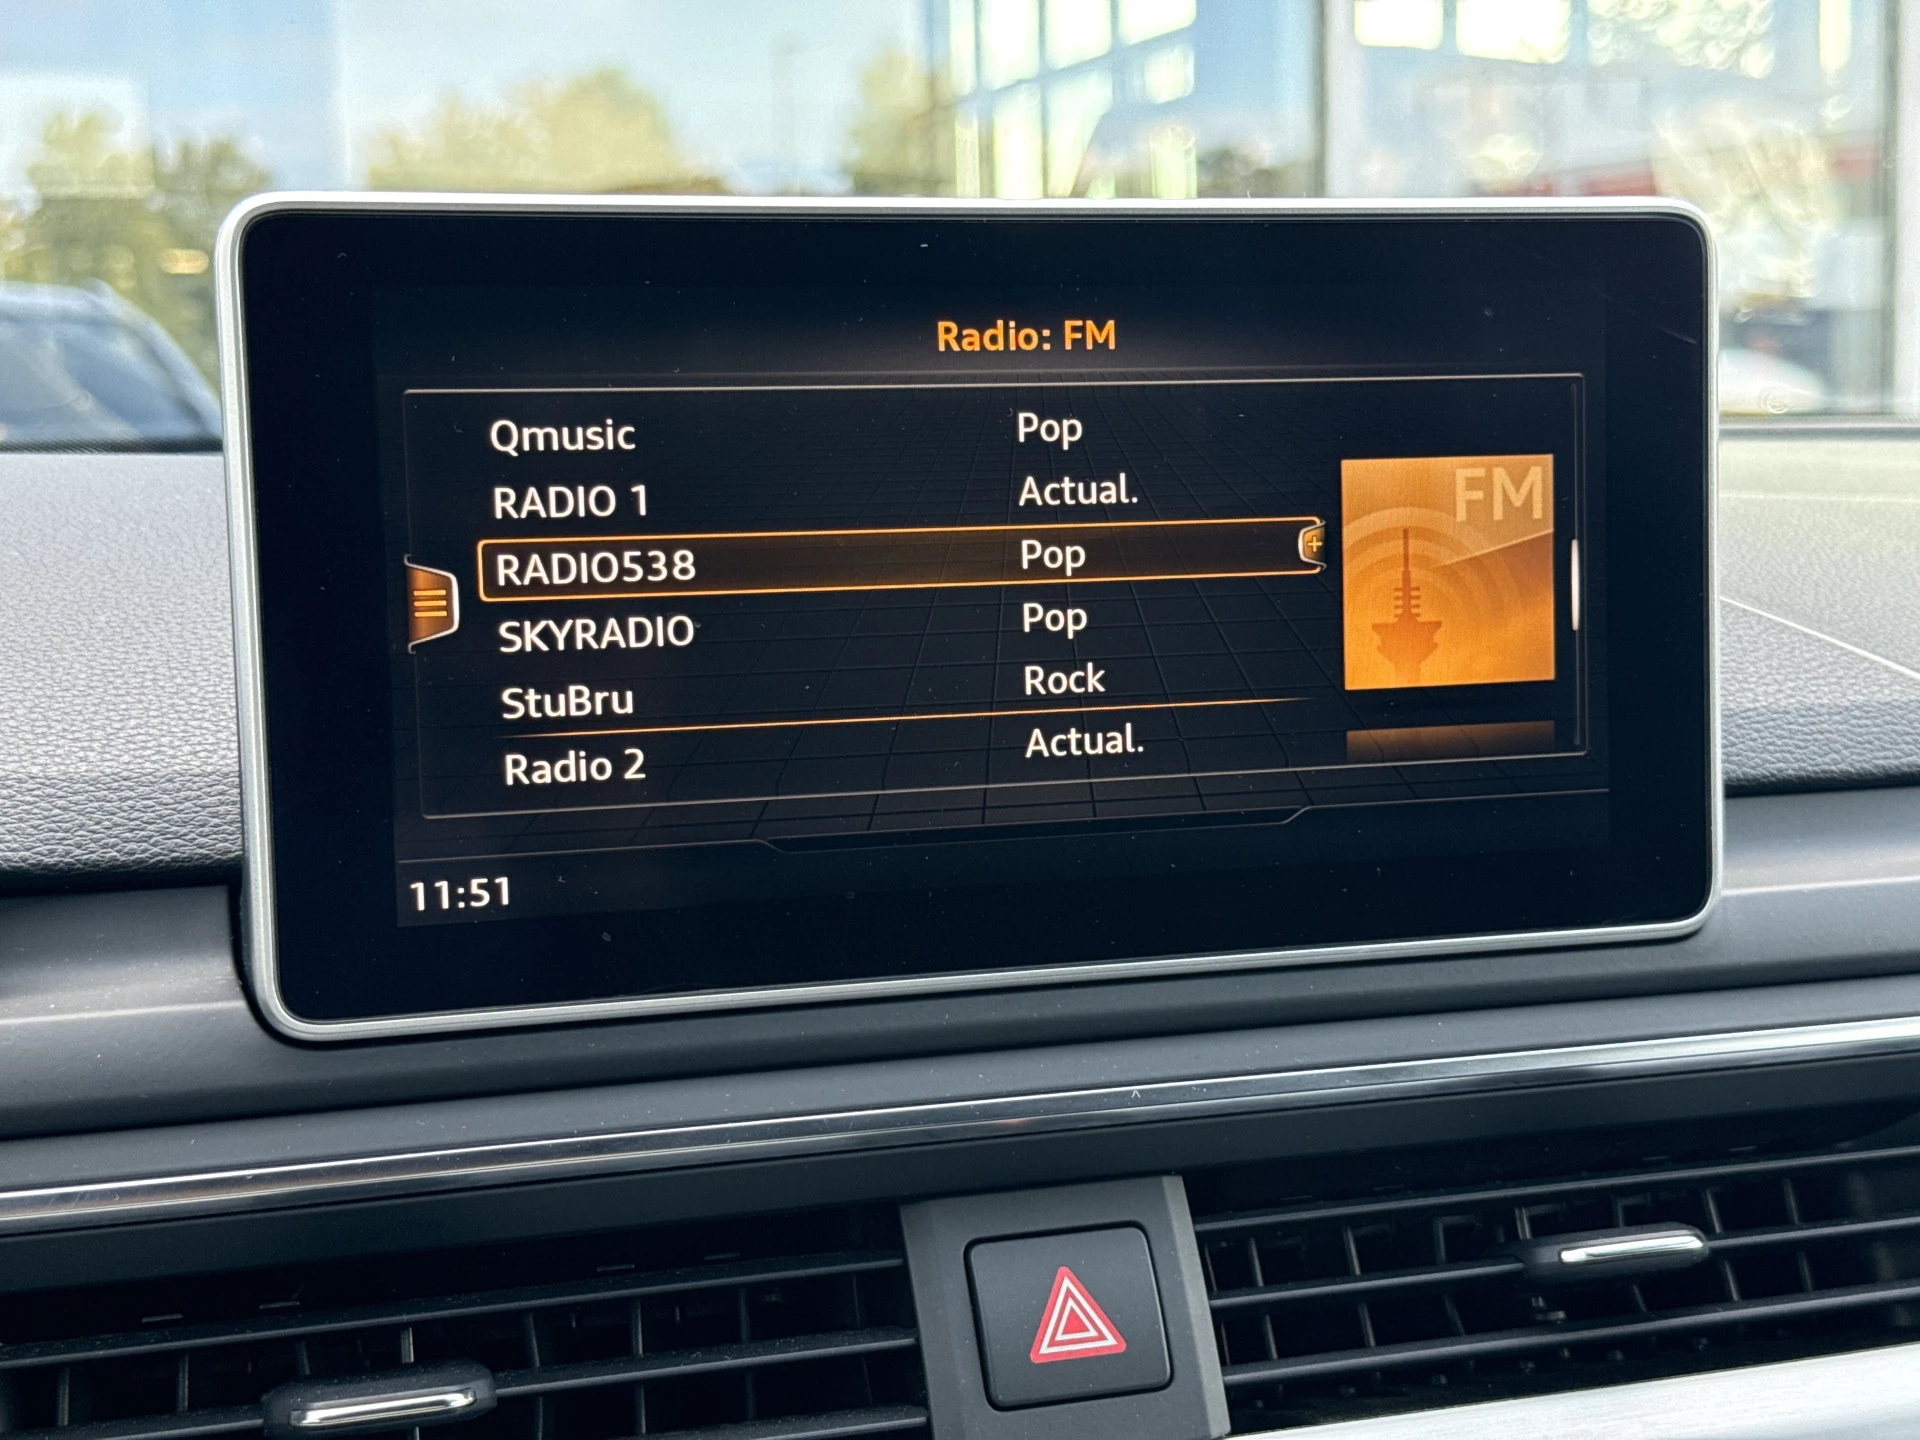 Radio: FM
Qmusic Pop
RADIO 1 Actual.
RADIO538 Pop
SKYRADIO Pop
StuBru Rock
Radio 2 Actual.
FM
11:51